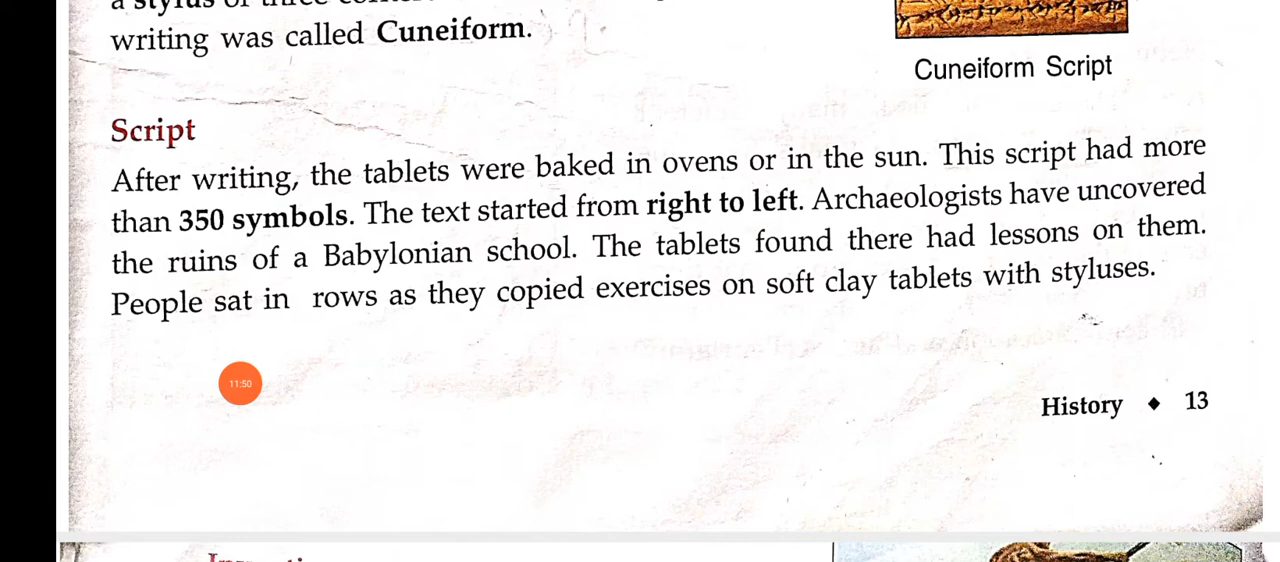 writing was called Cuneiform.
Cuneiform Script
Script
After writing, the tablets were baked in ovens or in the sun. This script had more
than 350 symbols. The text started from right to left. Archaeologists have uncovered
the ruins of a Babylonian school. The tablets found there had lessons on them.
People sat in rows as they copied exercises on soft clay tablets with styluses.
11:50
History ◆ 13